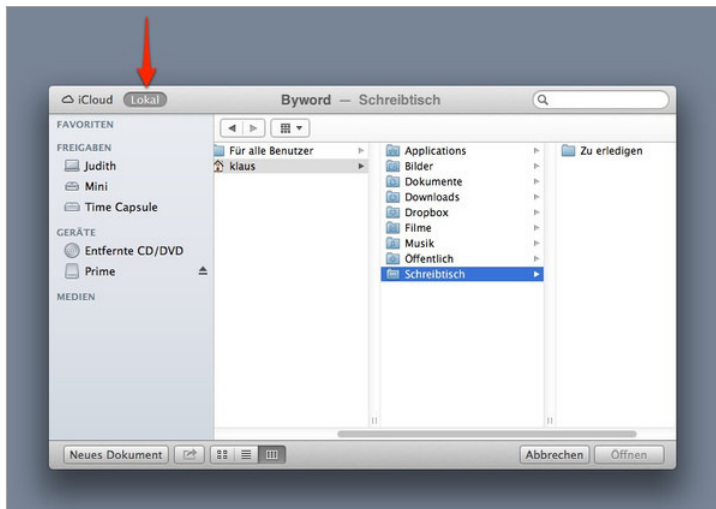 iCloud Lokal Byword — Schreibtisch
FAVORITEN
FREIGABEN
Judith
Mini
Time Capsule
GERÄTE
Entfernte CD/DVD
Prime
MEDIEN
Für alle Benutzer
klaus
Applications
Bilder
Dokumente
Downloads
Dropbox
Filme
Musik
Öffentlich
Schreibtisch
Zu erledigen
Neues Dokument Abbrechen Öffnen